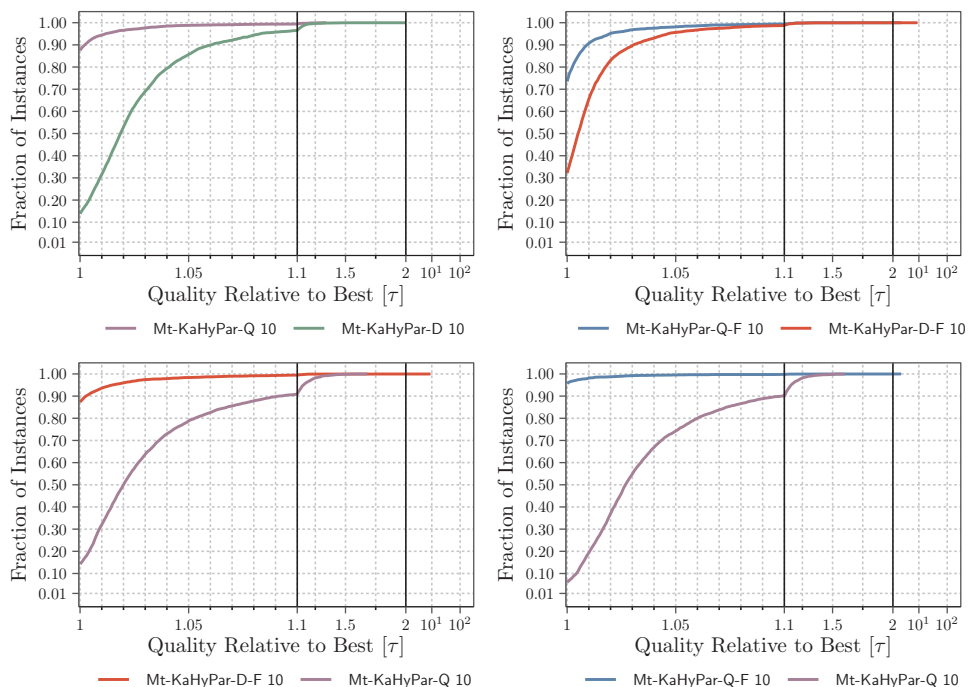 1.00
0.90
0.80
0.70
0.60
0.50
0.40
0.30
0.20
0.10
0.01
Fraction of Instances
1 1.05 1.1 1.5 2 10¹ 10²
Quality Relative to Best [τ]
Mt-KaHyPar-Q 10 Mt-KaHyPar-D 10
1.00
0.90
0.80
0.70
0.60
0.50
0.40
0.30
0.20
0.10
0.01
Fraction of Instances
1 1.05 1.1 1.5 2 10¹ 10²
Quality Relative to Best [τ]
Mt-KaHyPar-Q-F 10 Mt-KaHyPar-D-F 10
1.00
0.90
0.80
0.70
0.60
0.50
0.40
0.30
0.20
0.10
0.01
Fraction of Instances
1 1.05 1.1 1.5 2 10¹ 10²
Quality Relative to Best [τ]
Mt-KaHyPar-D-F 10 Mt-KaHyPar-Q 10
1.00
0.90
0.80
0.70
0.60
0.50
0.40
0.30
0.20
0.10
0.01
Fraction of Instances
1 1.05 1.1 1.5 2 10¹ 10²
Quality Relative to Best [τ]
Mt-KaHyPar-Q-F 10 Mt-KaHyPar-Q 10